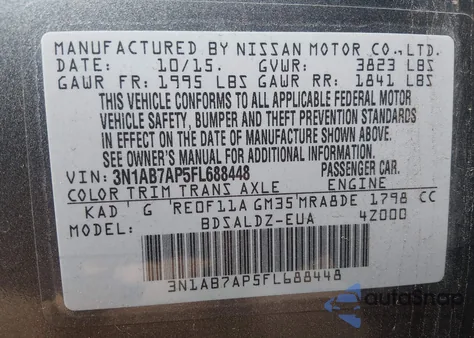 MANUFACTURED BY NISSAN MOTOR CO.,LTD.
DATE: 10/15. GVWR: 3823 LBS
GAWR FR: 1995 LBS GAWR RR: 1841 LBS
THIS VEHICLE CONFORMS TO ALL APPLICABLE FEDERAL MOTOR
VEHICLE SAFETY, BUMPER AND THEFT PREVENTION STANDARDS
IN EFFECT ON THE DATE OF MANUFACTURE SHOWN ABOVE.
SEE OWNER'S MANUAL FOR ADDITIONAL INFORMATION.
VIN: 3N1AB7AP5FL688448 PASSENGER CAR.
COLOR TRIM TRANS AXLE ENGINE
KAD G RE0F11A GM35 MRA8DE 1798 CC
MODEL: BDSALDZ-EUA 4Z000
3N1AB7AP5FL688448
autoSnap